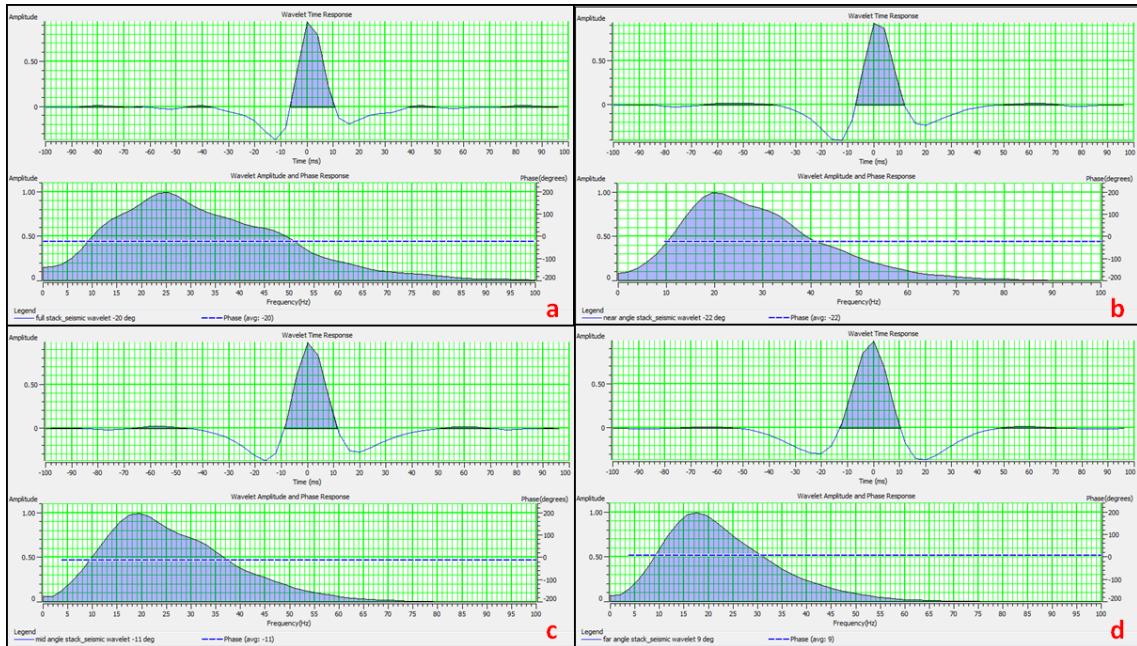 Amplitude Wavelet Time Response
0.50
0
-100 -90 -80 -70 -60 -50 -40 -30 -20 -10 0 10 20 30 40 50 60 70 80 90 100
Time (ms)
Amplitude Wavelet Amplitude and Phase Response Phase(degrees)
1.00 200
100
0.50 0
-100
0 -200
0 5 10 15 20 25 30 35 40 45 50 55 60 65 70 75 80 85 90 95 100
Frequency(Hz)
Legend
full stack_seismic wavelet -20 deg Phase (avg: -20)
a
Amplitude Wavelet Time Response
0.50
0
-100 -90 -80 -70 -60 -50 -40 -30 -20 -10 0 10 20 30 40 50 60 70 80 90 100
Time (ms)
Amplitude Wavelet Amplitude and Phase Response Phase(degrees)
1.00 200
100
0.50 0
-100
0 -200
0 10 20 30 40 50 60 70 80 90 100
Frequency(Hz)
Legend
near angle stack_seismic wavelet -22 deg Phase (avg: -22)
b
Amplitude Wavelet Time Response
0.50
0
-100 -90 -80 -70 -60 -50 -40 -30 -20 -10 0 10 20 30 40 50 60 70 80 90 100
Time (ms)
Amplitude Wavelet Amplitude and Phase Response Phase(degrees)
1.00 200
100
0.50 0
-100
0 -200
0 5 10 15 20 25 30 35 40 45 50 55 60 65 70 75 80 85 90 95 100
Frequency(Hz)
Legend
mid angle stack_seismic wavelet -11 deg Phase (avg: -11)
c
Amplitude Wavelet Time Response
0.50
0
-100 -90 -80 -70 -60 -50 -40 -30 -20 -10 0 10 20 30 40 50 60 70 80 90 100
Time (ms)
Amplitude Wavelet Amplitude and Phase Response Phase(degrees)
1.00 200
100
0.50 0
-100
0 -200
0 5 10 15 20 25 30 35 40 45 50 55 60 65 70 75 80 85 90 95 100
Frequency(Hz)
Legend
far angle stack_seismic wavelet 9 deg Phase (avg: 9)
d